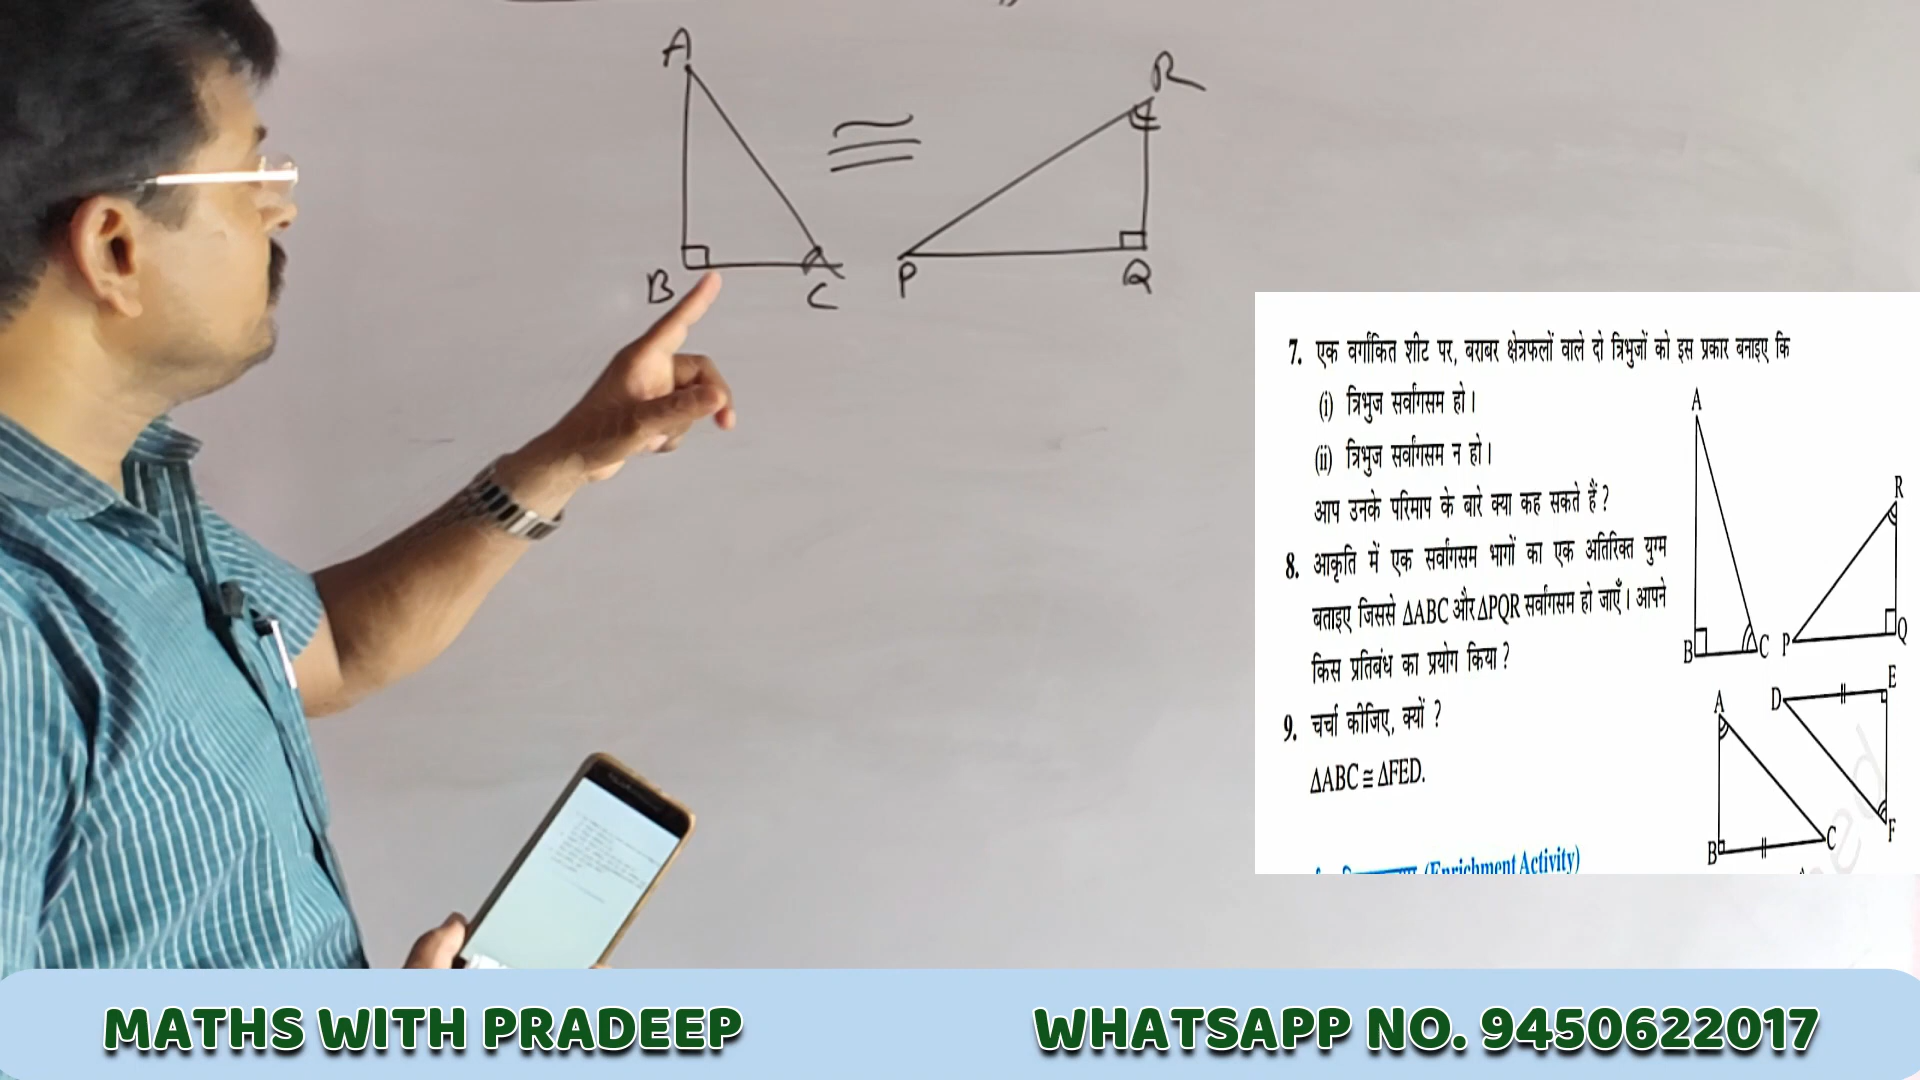 A
R
≅
B
C
P
Q
7. एक वर्गांकित शीट पर, बराबर क्षेत्रफलों वाले दो त्रिभुजों को इस प्रकार बनाइए कि
(i) त्रिभुज सर्वांगसम हो।
(ii) त्रिभुज सर्वांगसम न हो।
आप उनके परिमाप के बारे क्या कह सकते हैं ?
8. आकृति में एक सर्वांगसम भागों का एक अतिरिक्त युग्म
बताइए जिससे ΔABC और ΔPQR सर्वांगसम हो जाएँ। आपने
किस प्रतिबंध का प्रयोग किया ?
A
R
B
C
P
Q
9. चर्चा कीजिए, क्यों ?
ΔABC ≅ ΔFED.
A
D
E
B
C
F
(Enrichment Activity)
MATHS WITH PRADEEP
WHATSAPP NO. 9450622017